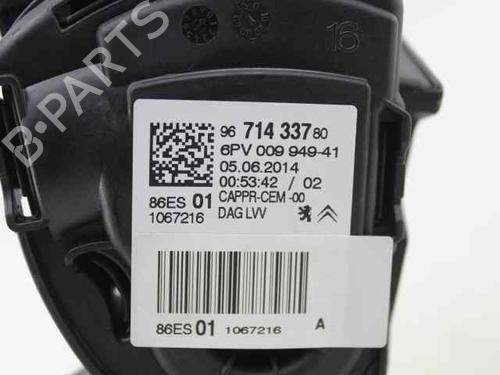 B-PARTS
16
96 714 337 80
6PV 009 949-41
05.06.2014
00:53:42 / 02
86ES 01 CAPPR-CEM -00
1067216 DAG LVV
86ES 01 1067216 A